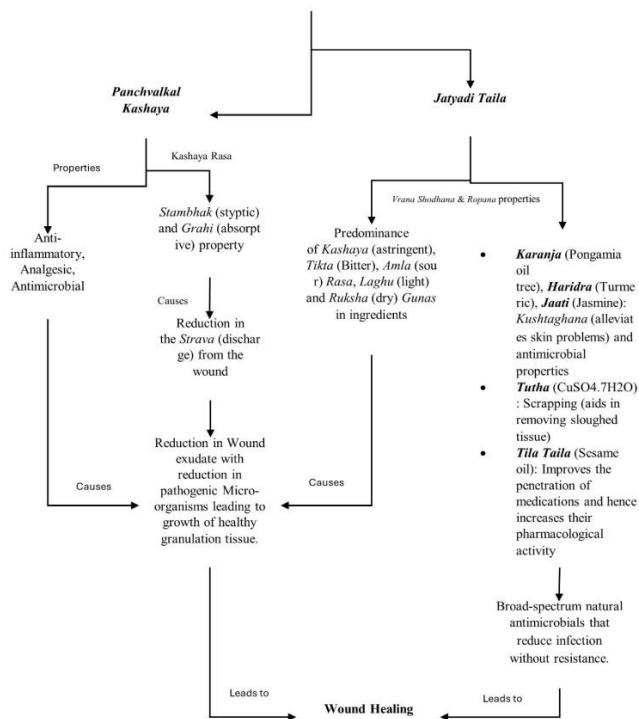 Panchvalkal
Kashaya
Jatyadi Taila
Properties
Kashaya Rasa
Vrana Shodhana & Ropana properties
Anti-
inflammatory,
Analgesic,
Antimicrobial
Stambhak (styptic)
and Grahi (absorpt
ive) property
Causes
Reduction in
the Strava (dischar
ge) from the
wound
Predominance
of Kashaya (astringent),
Tikta (Bitter), Amla (sou
r) Rasa, Laghu (light)
and Ruksha (dry) Gunas
in ingredients
• Karanja (Pongamia
oil
tree), Haridra (Turme
ric), Jaati (Jasmine):
Kushtaghana (alleviat
es skin problems) and
antimicrobial
properties
• Tutha (CuSO4.7H2O)
: Scrapping (aids in
removing sloughed
tissue)
• Tila Taila (Sesame
oil): Improves the
penetration of
medications and hence
increases their
pharmacological
activity
Causes
Reduction in Wound
exudate with
reduction in
pathogenic Micro-
organisms leading to
growth of healthy
granulation tissue.
Causes
Broad-spectrum natural
antimicrobials that
reduce infection
without resistance.
Leads to
Wound Healing
Leads to